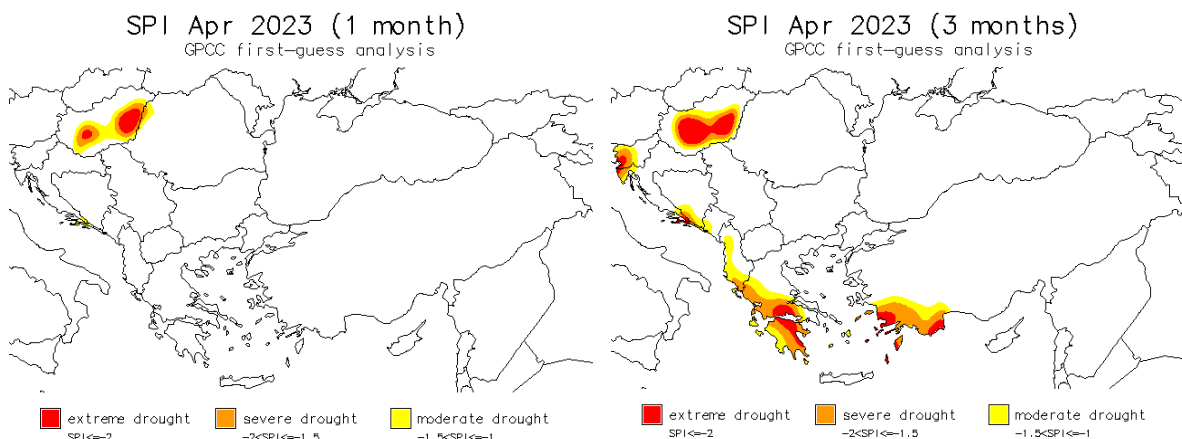 SPI Apr 2023 (1 month)
GPCC first-guess analysis
extreme drought severe drought moderate drought
SPI<=-2 -2<SPI<=-1.5 -1.5<SPI<=-1
SPI Apr 2023 (3 months)
GPCC first-guess analysis
extreme drought severe drought moderate drought
SPI<=-2 -2<SPI<=-1.5 -1.5<SPI<=-1